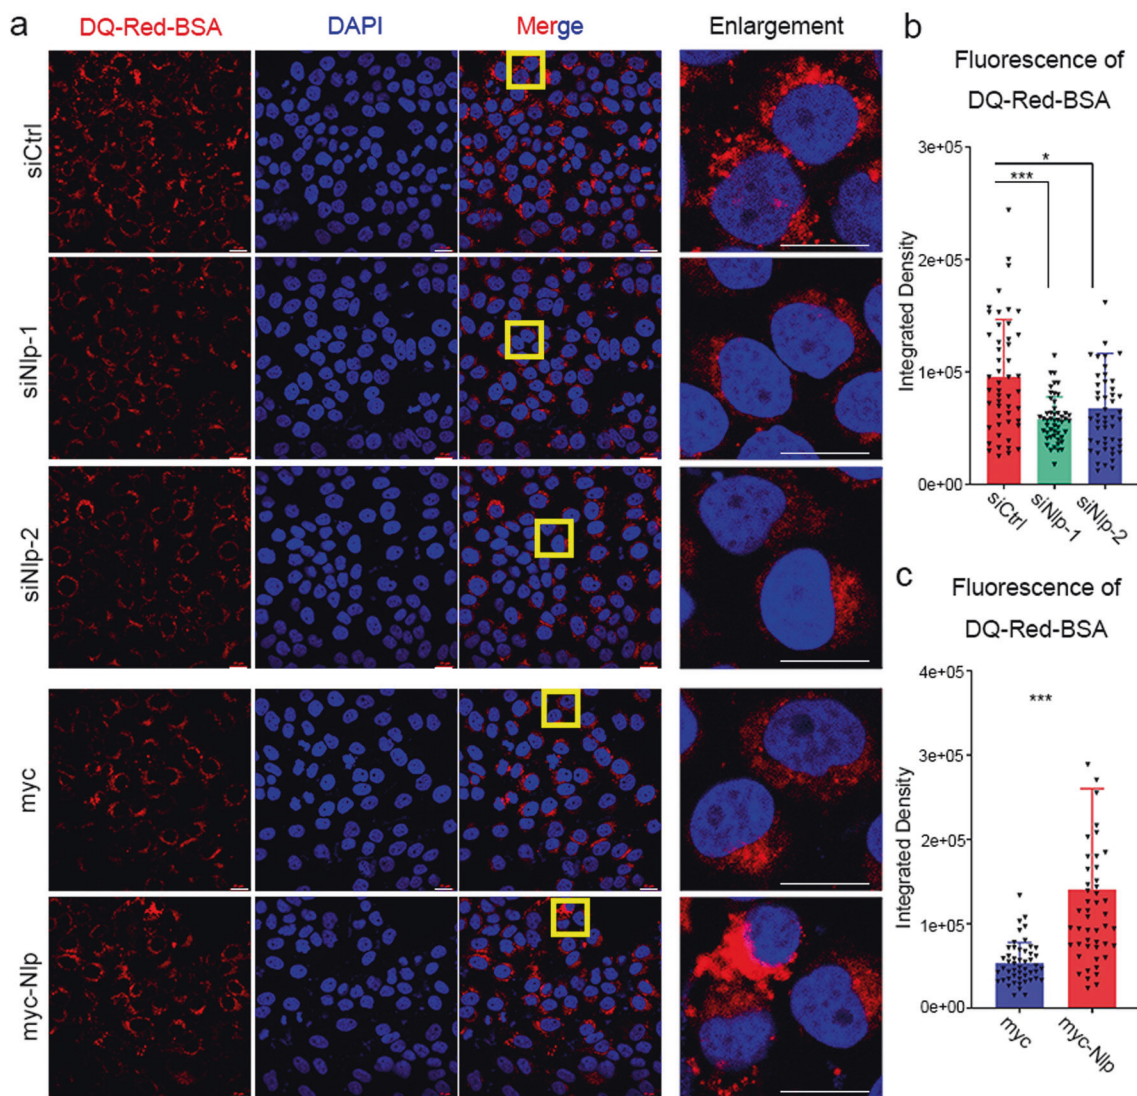 a
DQ-Red-BSA
DAPI
Merge
Enlargement
siCtrl
siNlp-1
siNlp-2
myc
myc-Nlp
b
Fluorescence of
DQ-Red-BSA
Integrated Density
3e+05
2e+05
1e+05
0e+00
*
***
siCtrl
siNlp-1
siNlp-2
c
Fluorescence of
DQ-Red-BSA
Integrated Density
4e+05
3e+05
2e+05
1e+05
0e+00
***
myc
myc-Nlp